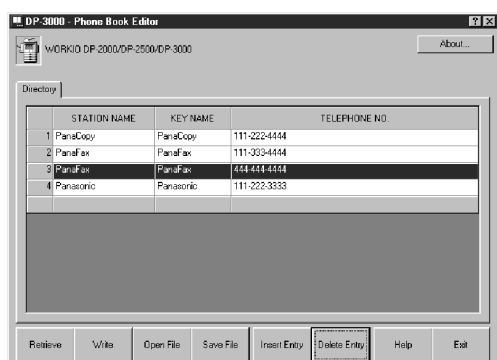 DP-3000 - Phone Book Editor
WORKIO DP-2000/DP-2500/DP-3000
About...
Directory
STATION NAME KEY NAME TELEPHONE NO.
1 PanaCopy PanaCopy 111-222-4444
2 PanaFax PanaFax 111-333-4444
3 PanaFax PanaFax 444-444-4444
4 Panasonic Panasonic 111-222-3333
Retrieve Write Open File Save File Insert Entry Delete Entry Help Exit